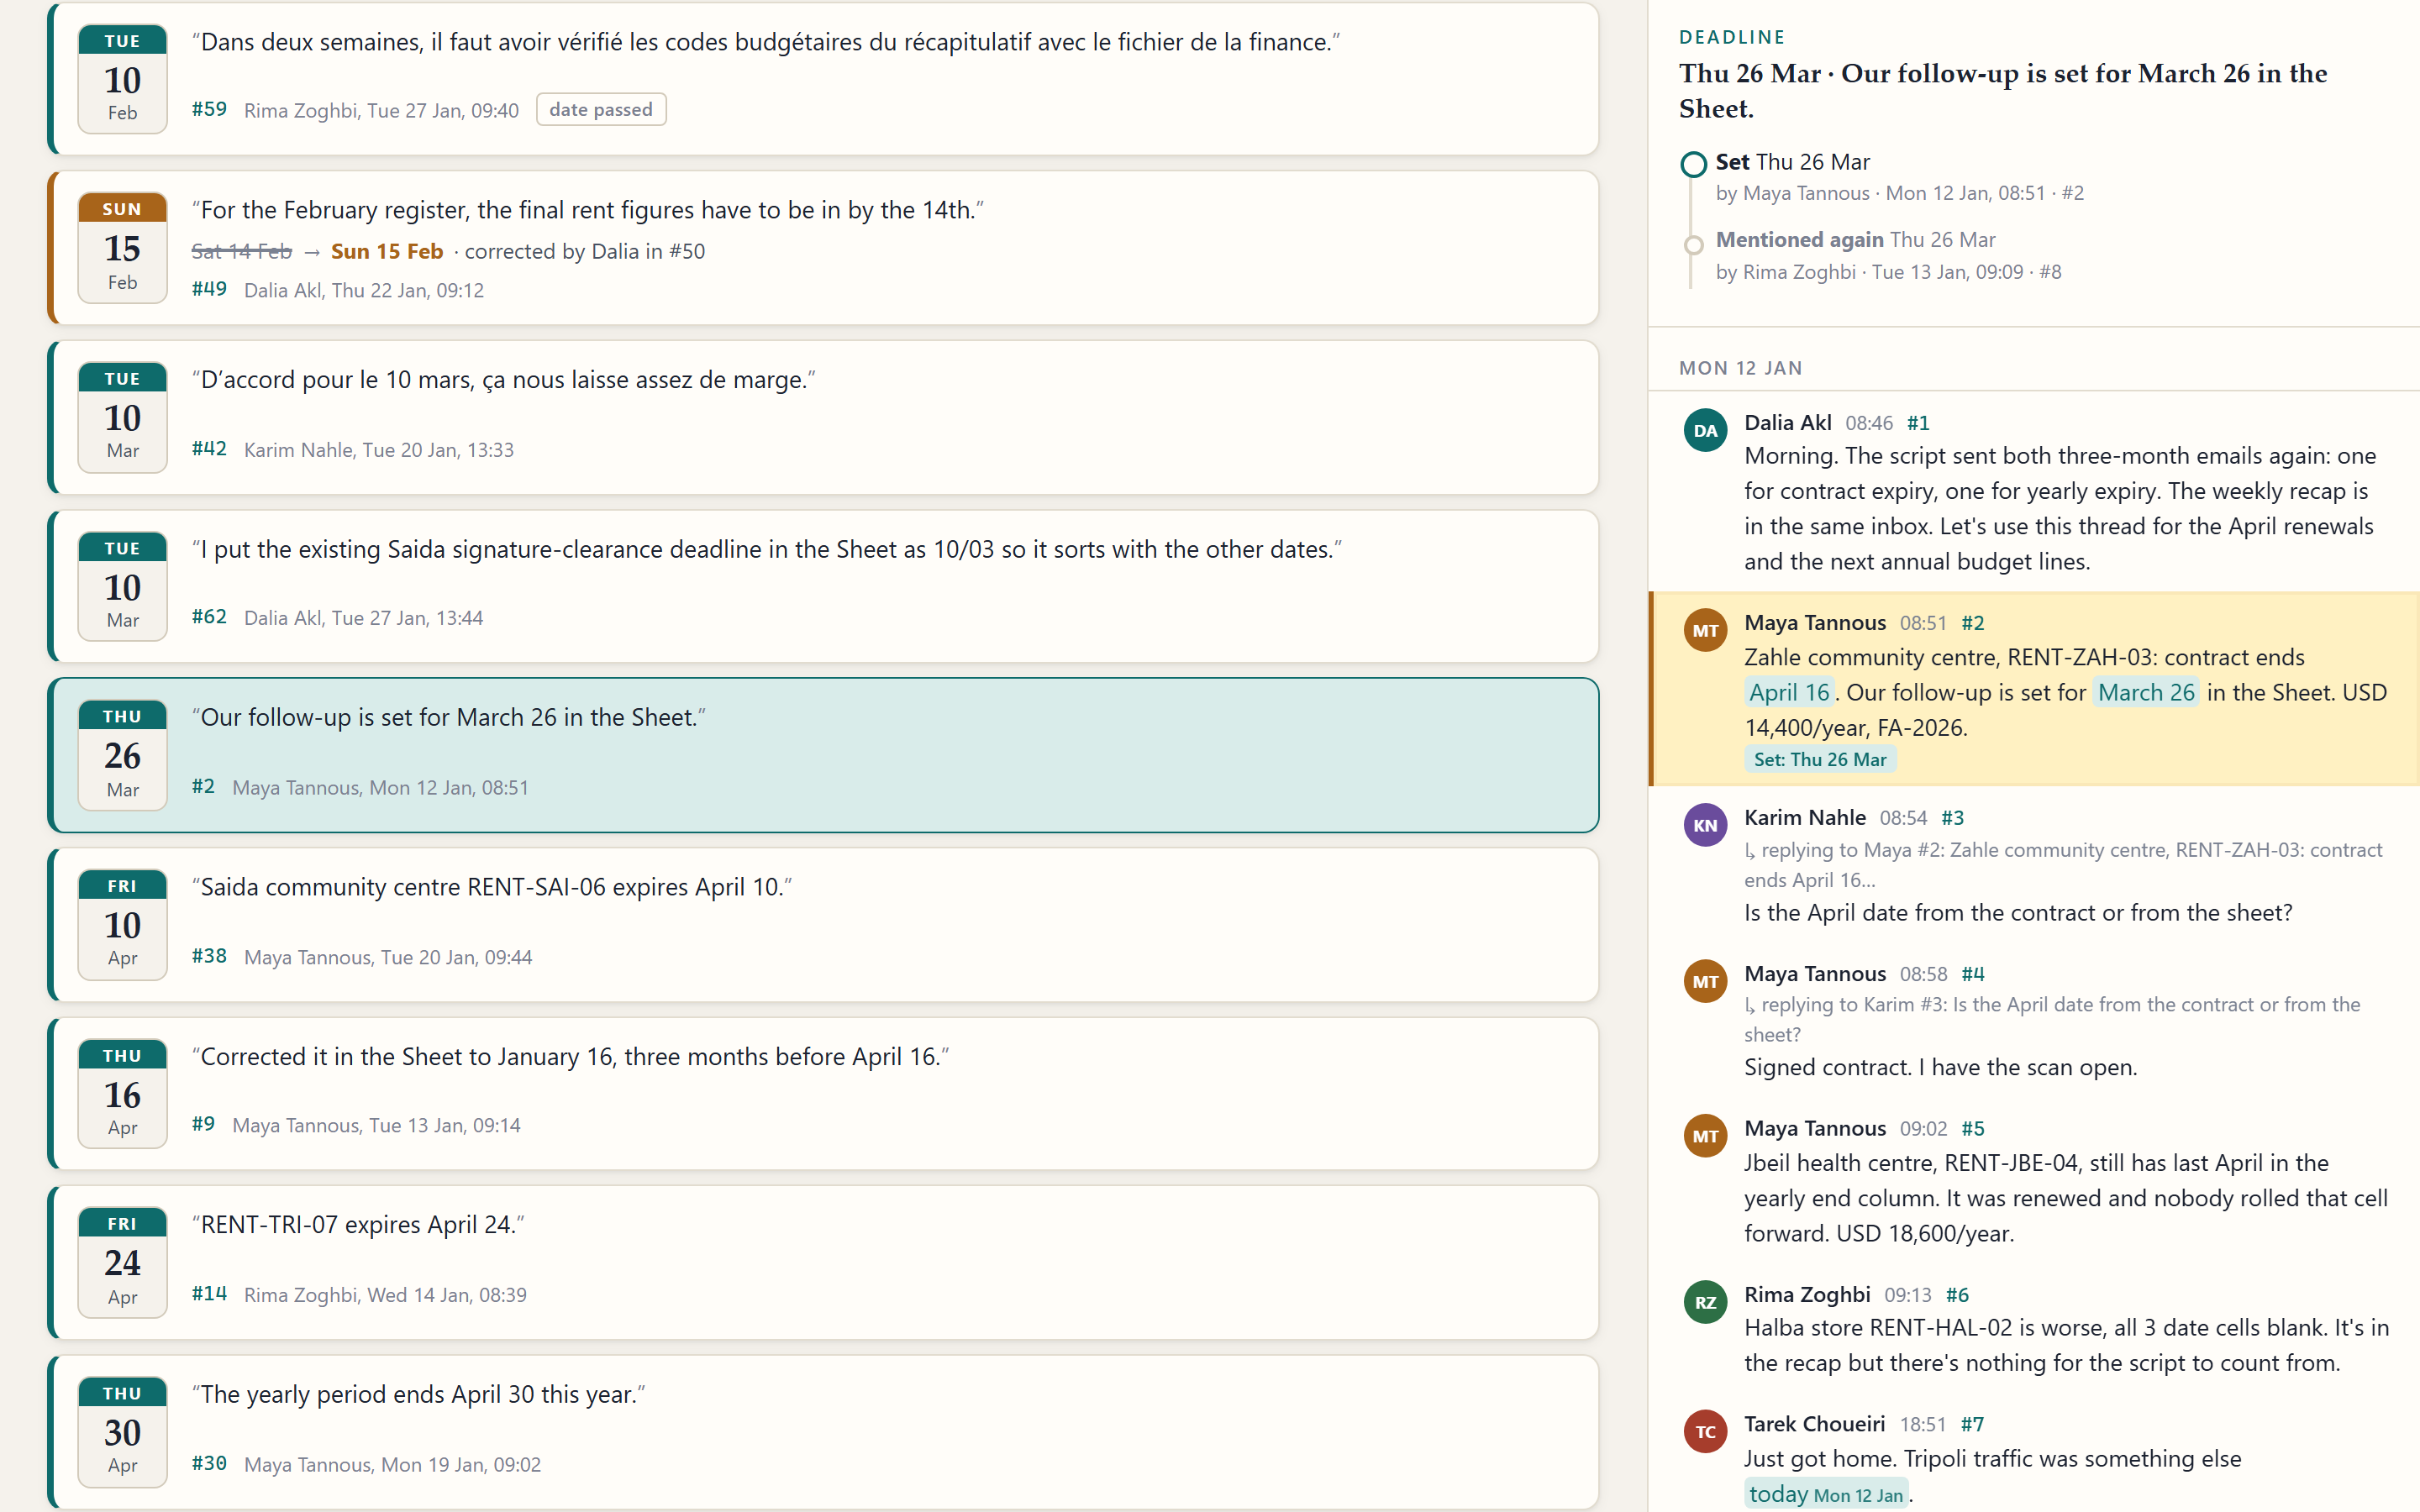 TUE
10
Feb
“Dans deux semaines, il faut avoir vérifié les codes budgétaires du récapitulatif avec le fichier de la finance.”
#59 Rima Zoghbi, Tue 27 Jan, 09:40 date passed
SUN
15
Feb
“For the February register, the final rent figures have to be in by the 14th.”
Sat 14 Feb → Sun 15 Feb · corrected by Dalia in #50
#49 Dalia Akl, Thu 22 Jan, 09:12
TUE
10
Mar
“D’accord pour le 10 mars, ça nous laisse assez de marge.”
#42 Karim Nahle, Tue 20 Jan, 13:33
TUE
10
Mar
“I put the existing Saida signature-clearance deadline in the Sheet as 10/03 so it sorts with the other dates.”
#62 Dalia Akl, Tue 27 Jan, 13:44
THU
26
Mar
“Our follow-up is set for March 26 in the Sheet.”
#2 Maya Tannous, Mon 12 Jan, 08:51
FRI
10
Apr
“Saida community centre RENT-SAI-06 expires April 10.”
#38 Maya Tannous, Tue 20 Jan, 09:44
THU
16
Apr
“Corrected it in the Sheet to January 16, three months before April 16.”
#9 Maya Tannous, Tue 13 Jan, 09:14
FRI
24
Apr
“RENT-TRI-07 expires April 24.”
#14 Rima Zoghbi, Wed 14 Jan, 08:39
THU
30
Apr
“The yearly period ends April 30 this year.”
#30 Maya Tannous, Mon 19 Jan, 09:02
DEADLINE
Thu 26 Mar · Our follow-up is set for March 26 in the
Sheet.
Set Thu 26 Mar
by Maya Tannous · Mon 12 Jan, 08:51 · #2
Mentioned again Thu 26 Mar
by Rima Zoghbi · Tue 13 Jan, 09:09 · #8
MON 12 JAN
DA
Dalia Akl 08:46 #1
Morning. The script sent both three-month emails again: one
for contract expiry, one for yearly expiry. The weekly recap is
in the same inbox. Let's use this thread for the April renewals
and the next annual budget lines.
MT
Maya Tannous 08:51 #2
Zahle community centre, RENT-ZAH-03: contract ends
April 16. Our follow-up is set for March 26 in the Sheet. USD
14,400/year, FA-2026.
Set: Thu 26 Mar
KN
Karim Nahle 08:54 #3
↳ replying to Maya #2: Zahle community centre, RENT-ZAH-03: contract
ends April 16…
Is the April date from the contract or from the sheet?
MT
Maya Tannous 08:58 #4
↳ replying to Karim #3: Is the April date from the contract or from the
sheet?
Signed contract. I have the scan open.
MT
Maya Tannous 09:02 #5
Jbeil health centre, RENT-JBE-04, still has last April in the
yearly end column. It was renewed and nobody rolled that cell
forward. USD 18,600/year.
RZ
Rima Zoghbi 09:13 #6
Halba store RENT-HAL-02 is worse, all 3 date cells blank. It's in
the recap but there's nothing for the script to count from.
TC
Tarek Choueiri 18:51 #7
Just got home. Tripoli traffic was something else
today Mon 12 Jan.